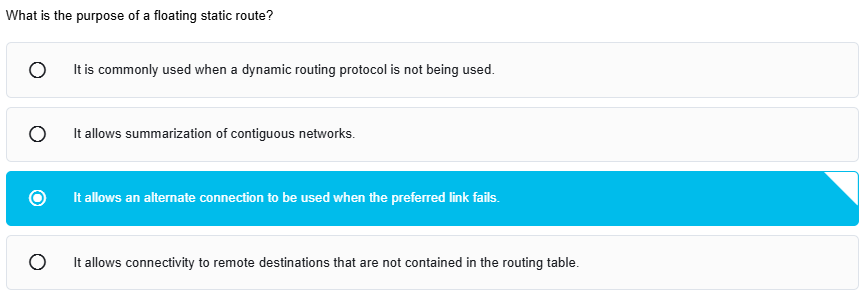 What is the purpose of a floating static route?
It is commonly used when a dynamic routing protocol is not being used.
It allows summarization of contiguous networks.
It allows an alternate connection to be used when the preferred link fails.
It allows connectivity to remote destinations that are not contained in the routing table.